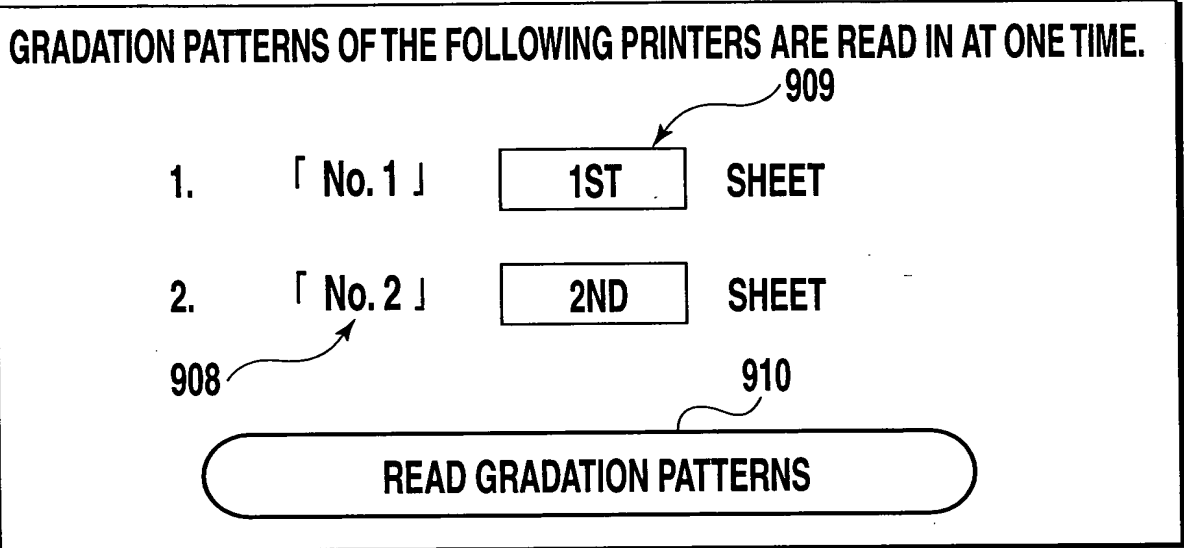 GRADATION PATTERNS OF THE FOLLOWING PRINTERS ARE READ IN AT ONE TIME.
909
1. 「 No. 1 」 1ST SHEET
2. 「 No. 2 」 2ND SHEET
908
910
READ GRADATION PATTERNS